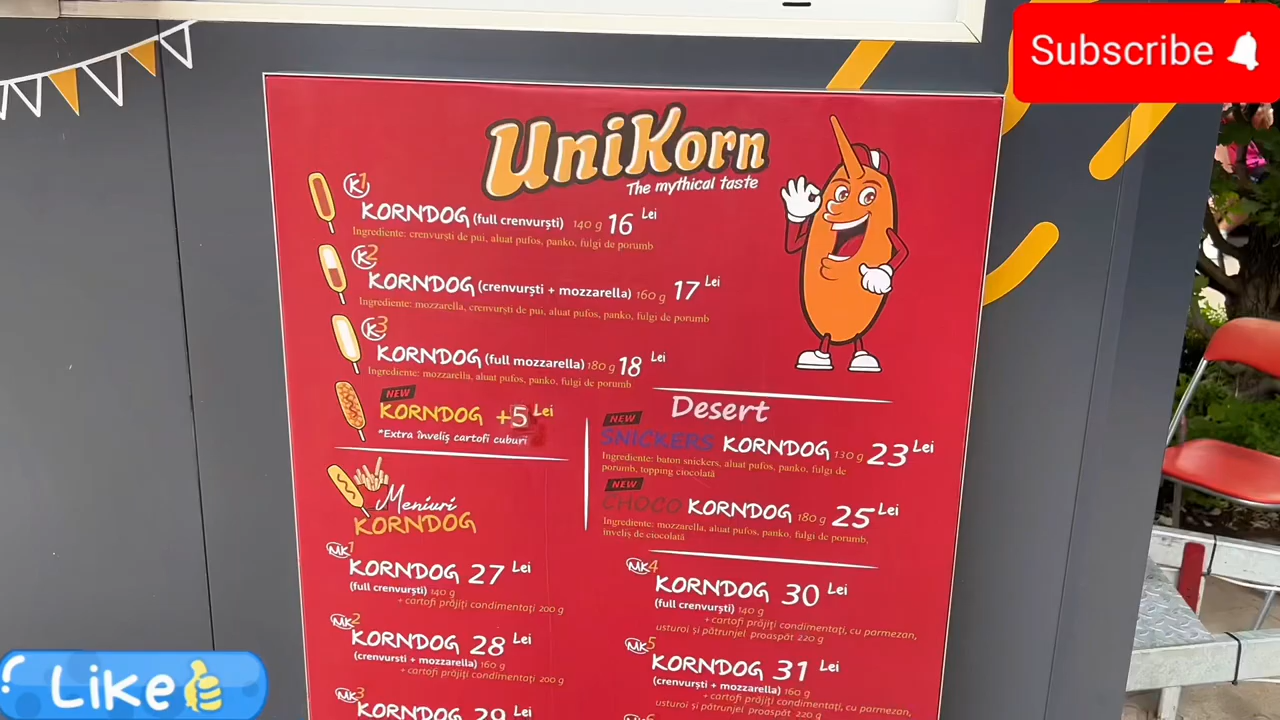 Subscribe
UniKorn
The mythical taste
K1
KORNDOG (full crenvurști) 140 g 16 Lei
Ingrediente: crenvurști de pui, aluat pufos, panko, fulgi de porumb
K2
KORNDOG (crenvurști + mozzarella) 160 g 17 Lei
Ingrediente: mozzarella, crenvurști de pui, aluat pufos, panko, fulgi de porumb
K3
KORNDOG (full mozzarella) 180 g 18 Lei
Ingrediente: mozzarella, aluat pufos, panko, fulgi de porumb
NEW
KORNDOG +5 Lei
*Extra înveliș cartofi cuburi
Desert
NEW
SNICKERS KORNDOG 130 g 23 Lei
Ingrediente: baton snickers, aluat pufos, panko, fulgi de
porumb, topping ciocolată
NEW
CHOCO KORNDOG 180 g 25 Lei
Ingrediente: mozzarella, aluat pufos, panko, fulgi de porumb,
înveliș de ciocolată
Meniuri
KORNDOG
MK1
KORNDOG 27 Lei
(full crenvurști) 140 g
+ cartofi prăjiți condimentați 200 g
MK2
KORNDOG 28 Lei
(crenvurști + mozzarella) 160 g
+ cartofi prăjiți condimentați 200 g
MK3
KORNDOG 29 Lei
MK4
KORNDOG 30 Lei
(full crenvurști) 140 g
+ cartofi prăjiți condimentați, cu parmezan,
usturoi și pătrunjel proaspăt 220 g
MK5
KORNDOG 31 Lei
(crenvurști + mozzarella) 160 g
+ cartofi prăjiți condimentați, cu parmezan,
usturoi și pătrunjel proaspăt 220 g
Like